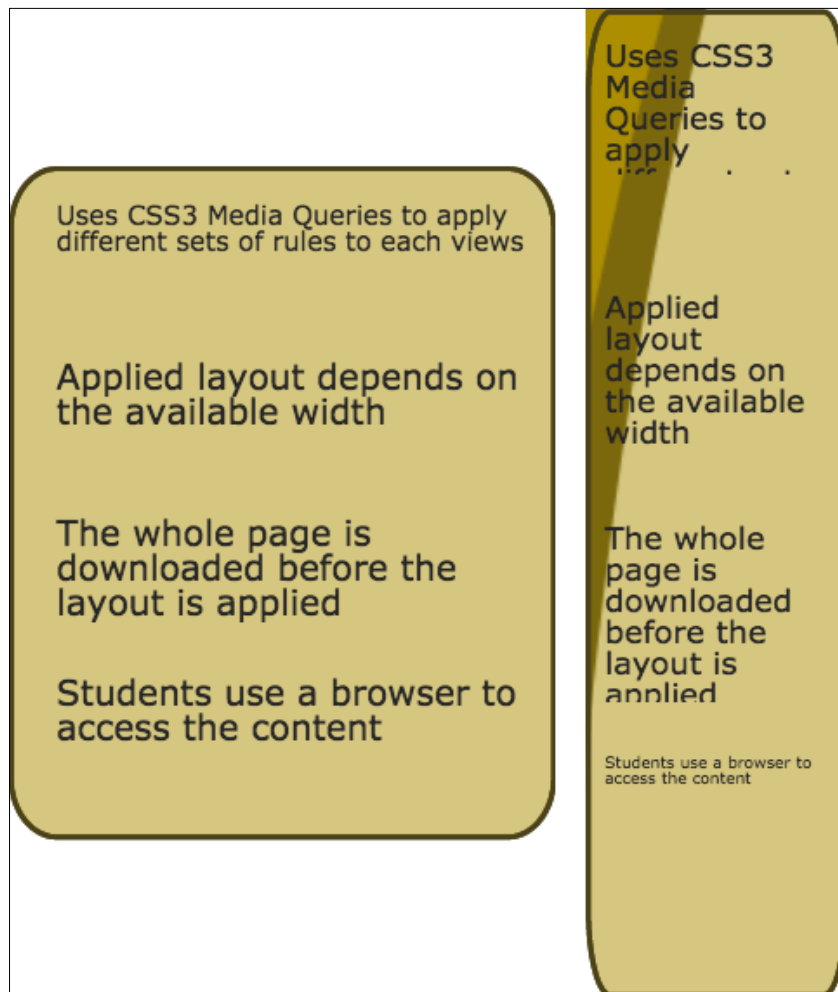 Uses CSS3 Media Queries to apply
different sets of rules to each views
Applied layout depends on
the available width
The whole page is
downloaded before the
layout is applied
Students use a browser to
access the content
Uses CSS3
Media
Queries to
apply
Applied
layout
depends on
the available
width
The whole
page is
downloaded
before the
layout is
applied
Students use a browser to
access the content